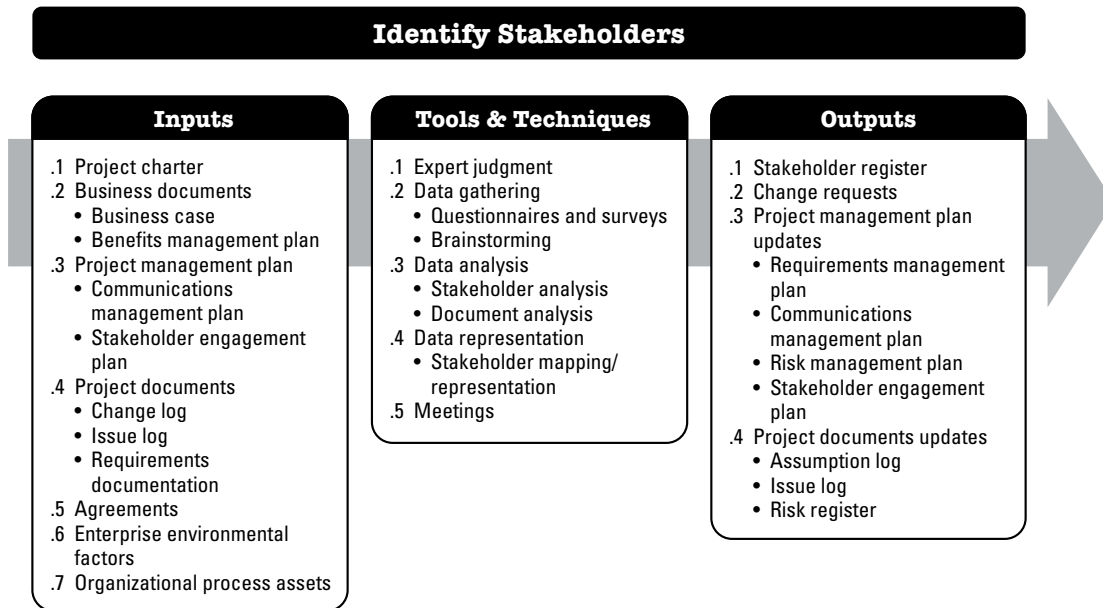 Identify Stakeholders
Inputs
.1 Project charter
.2 Business documents
• Business case
• Benefits management plan
.3 Project management plan
• Communications
management plan
• Stakeholder engagement
plan
.4 Project documents
• Change log
• Issue log
• Requirements
documentation
.5 Agreements
.6 Enterprise environmental
factors
.7 Organizational process assets
Tools & Techniques
.1 Expert judgment
.2 Data gathering
• Questionnaires and surveys
• Brainstorming
.3 Data analysis
• Stakeholder analysis
• Document analysis
.4 Data representation
• Stakeholder mapping/
representation
.5 Meetings
Outputs
.1 Stakeholder register
.2 Change requests
.3 Project management plan
updates
• Requirements management
plan
• Communications
management plan
• Risk management plan
• Stakeholder engagement
plan
.4 Project documents updates
• Assumption log
• Issue log
• Risk register